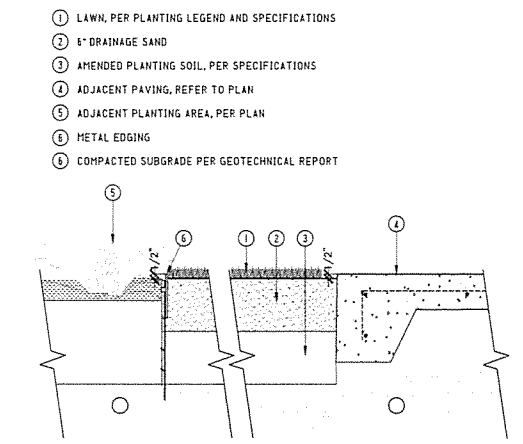 1 LAWN, PER PLANTING LEGEND AND SPECIFICATIONS
2 6" DRAINAGE SAND
3 AMENDED PLANTING SOIL, PER SPECIFICATIONS
4 ADJACENT PAVING, REFER TO PLAN
5 ADJACENT PLANTING AREA, PER PLAN
6 METAL EDGING
6 COMPACTED SUBGRADE PER GEOTECHNICAL REPORT
5
6 1 2 3 4
1/2" 1/2"